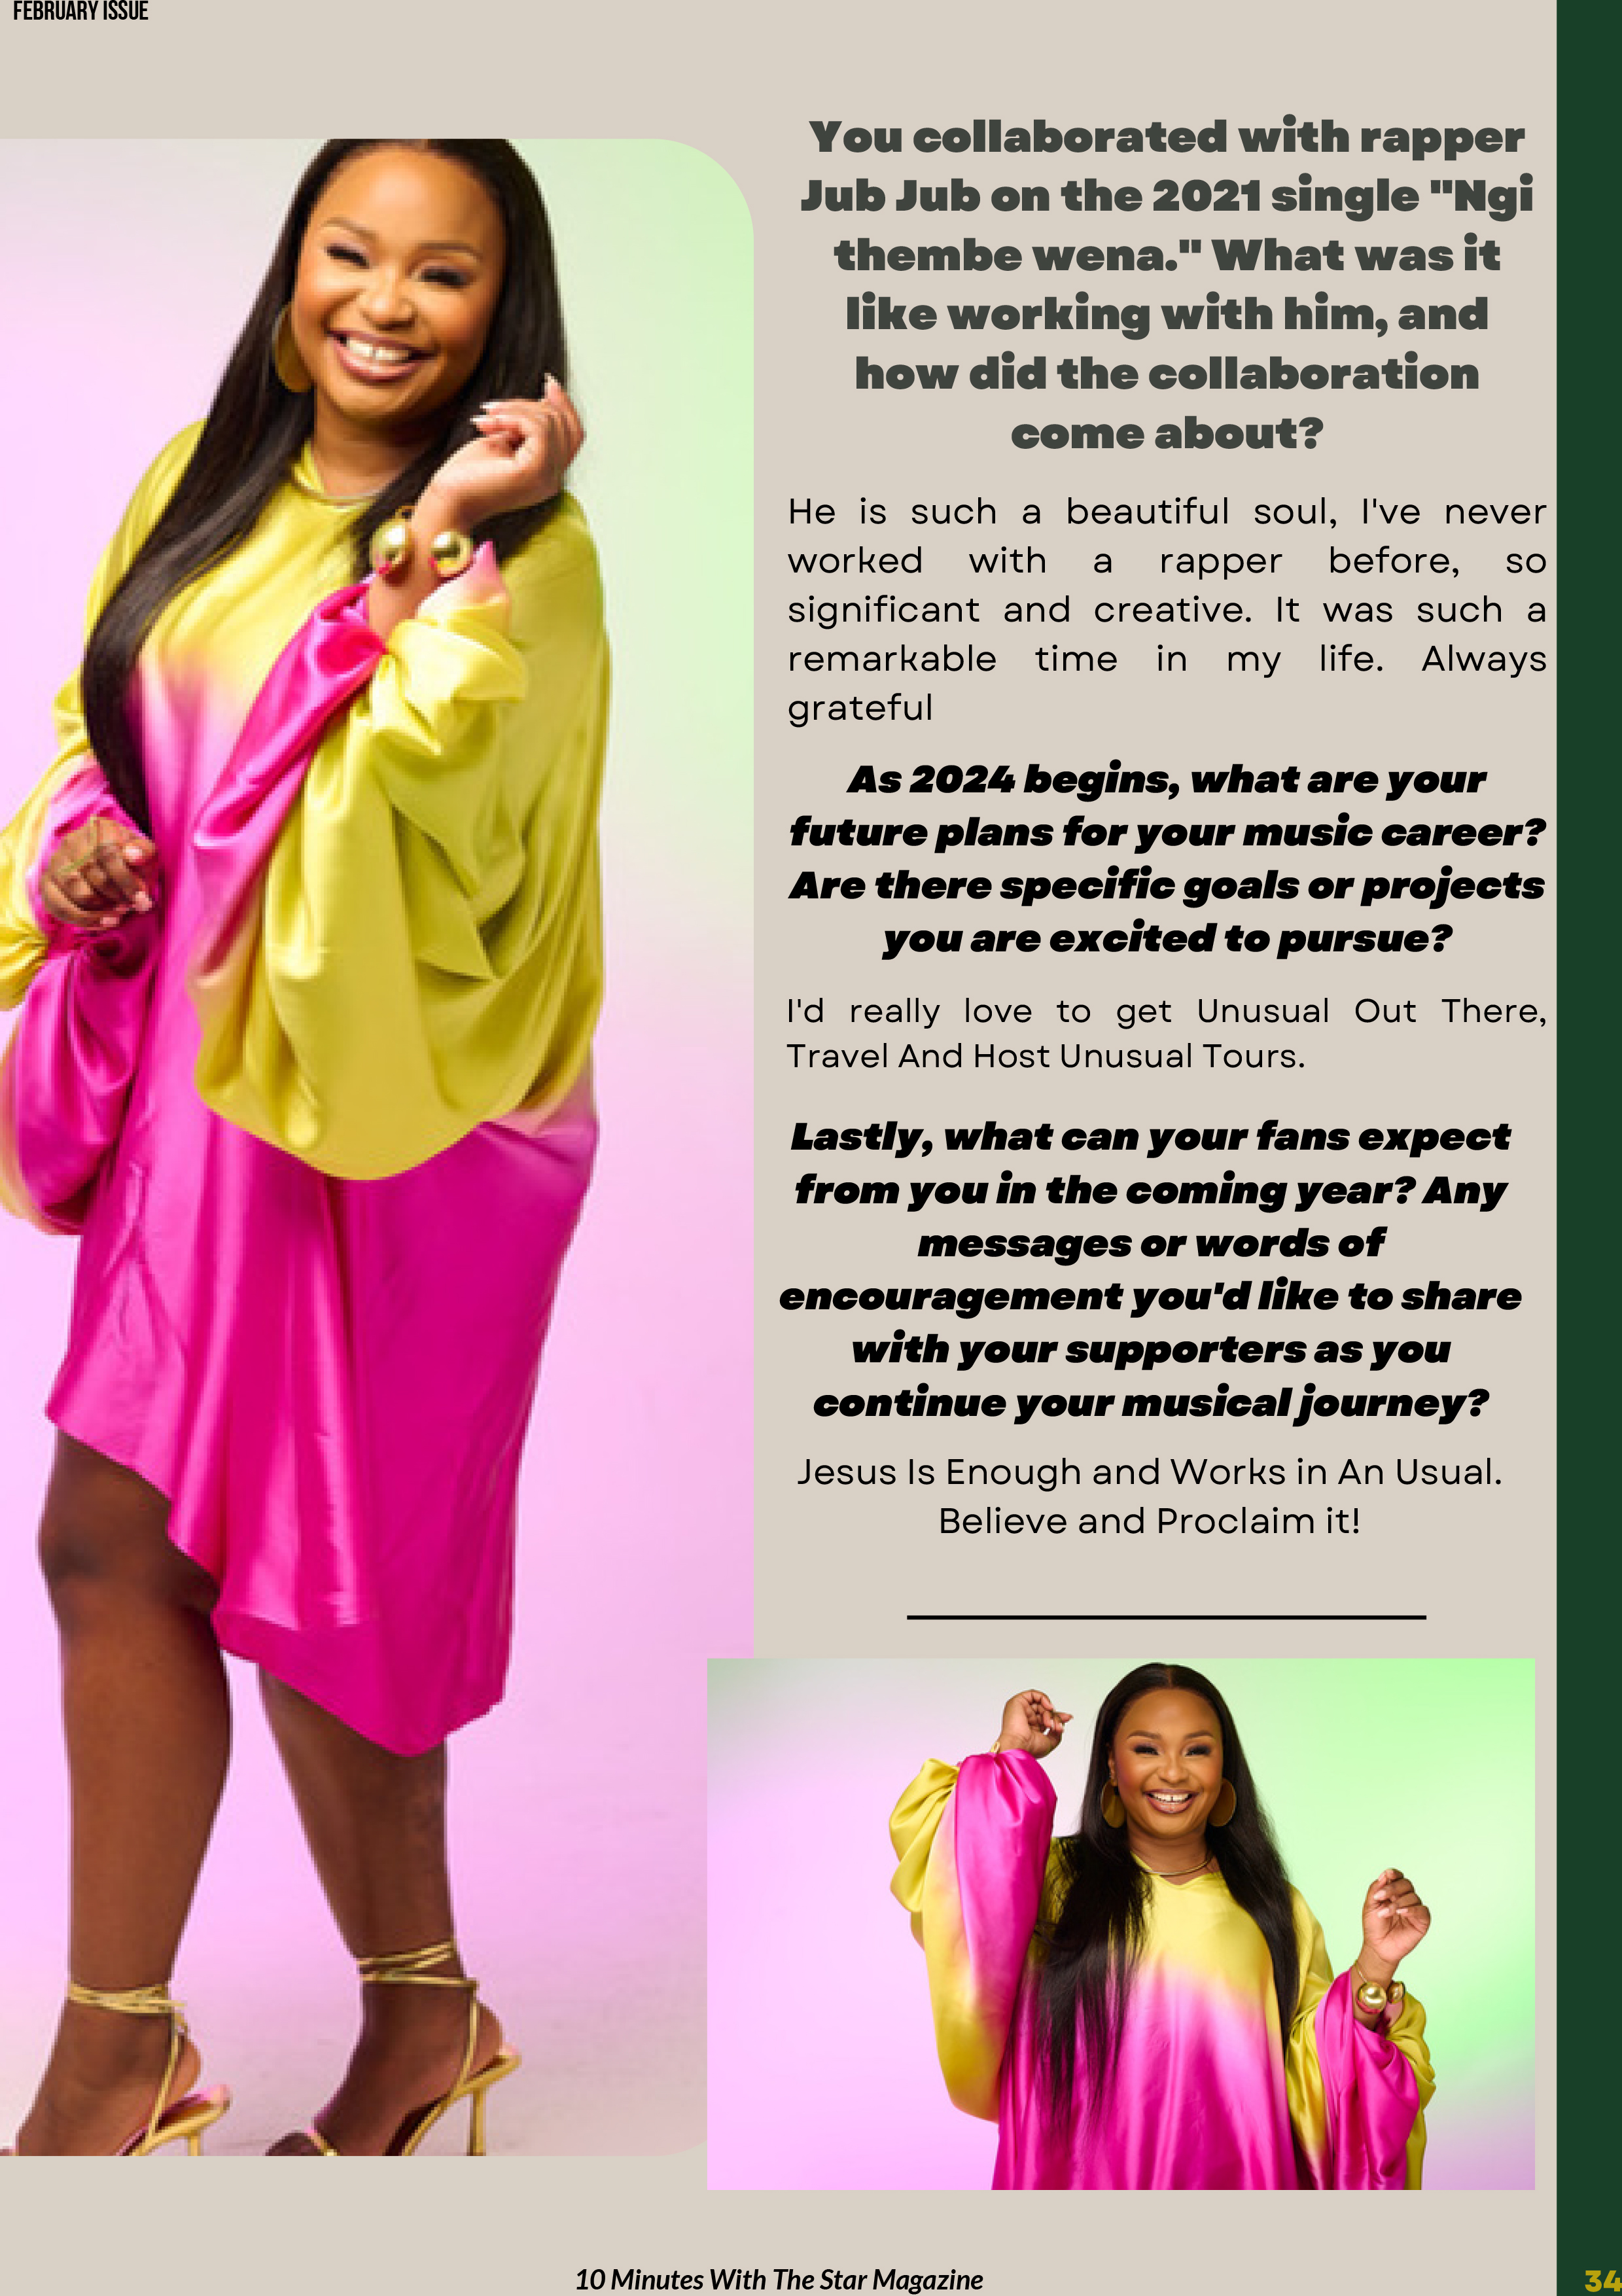 FEBRUARY ISSUE
You collaborated with rapper
Jub Jub on the 2021 single "Ngi
thembe wena." What was it
like working with him, and
how did the collaboration
come about?
He is such a beautiful soul, I've never
worked with a rapper before, so
significant and creative. It was such a
remarkable time in my life. Always
grateful
As 2024 begins, what are your
future plans for your music career?
Are there specific goals or projects
you are excited to pursue?
I'd really love to get Unusual Out There,
Travel And Host Unusual Tours.
Lastly, what can your fans expect
from you in the coming year? Any
messages or words of
encouragement you'd like to share
with your supporters as you
continue your musical journey?
Jesus Is Enough and Works in An Usual.
Believe and Proclaim it!
10 Minutes With The Star Magazine
34